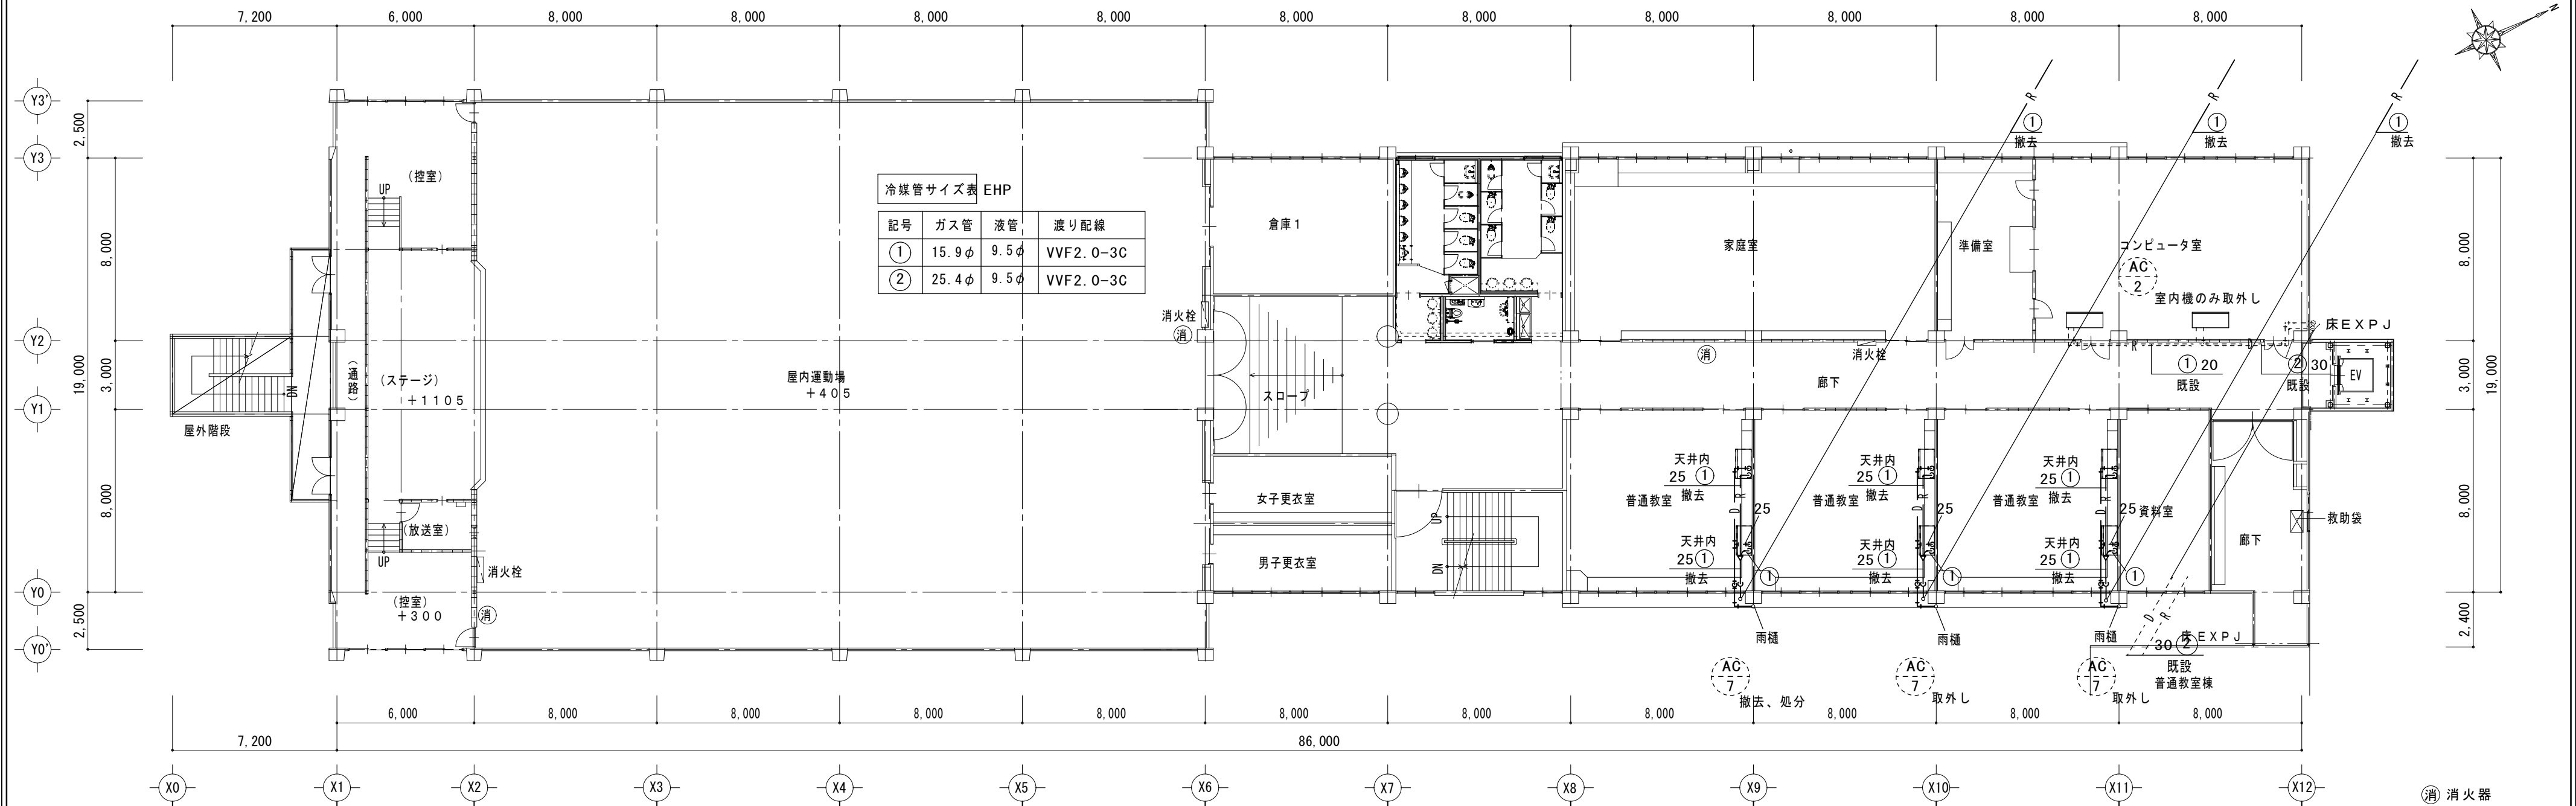 7,200
6,000
8,000
8,000
8,000
8,000
8,000
8,000
8,000
8,000
8,000
8,000
N
Y3'
2,500
Y3
8,000
Y2
19,000
3,000
Y1
8,000
Y0
2,500
Y0'
(控室)
UP
(通路)
(ステージ)
+1105
DN
屋外階段
(放送室)
UP
消火栓
(控室)
+300
消
冷媒管サイズ表 EHP
記号 ガス管 液管 渡り配線
① 15.9φ 9.5φ VVF2.0-3C
② 25.4φ 9.5φ VVF2.0-3C
屋内運動場
+405
消火栓
消
倉庫1
スロープ
女子更衣室
男子更衣室
UP
DN
家庭室
準備室
コンピュータ室
AC
2
室内機のみ取外し
R
①
撤去
R
①
撤去
R
①
撤去
消
消火栓
廊下
R
D
①20
既設
②30
既設
床EXPJ
EV
天井内
25①
撤去
普通教室
R
D
25
天井内
25①
撤去
①
天井内
25①
撤去
普通教室
R
D
25
天井内
25①
撤去
①
天井内
25①
撤去
普通教室
R
D
25
資料室
天井内
25①
撤去
①
廊下
救助袋
雨樋
雨樋
雨樋
D
R
床EXPJ
30②
既設
普通教室棟
AC
7
撤去、処分
AC
7
取外し
AC
7
取外し
8,000
3,000
19,000
8,000
2,400
6,000
8,000
8,000
8,000
8,000
8,000
8,000
8,000
8,000
8,000
8,000
7,200
86,000
X0
X1
X2
X3
X4
X5
X6
X7
X8
X9
X10
X11
X12
消 消火器